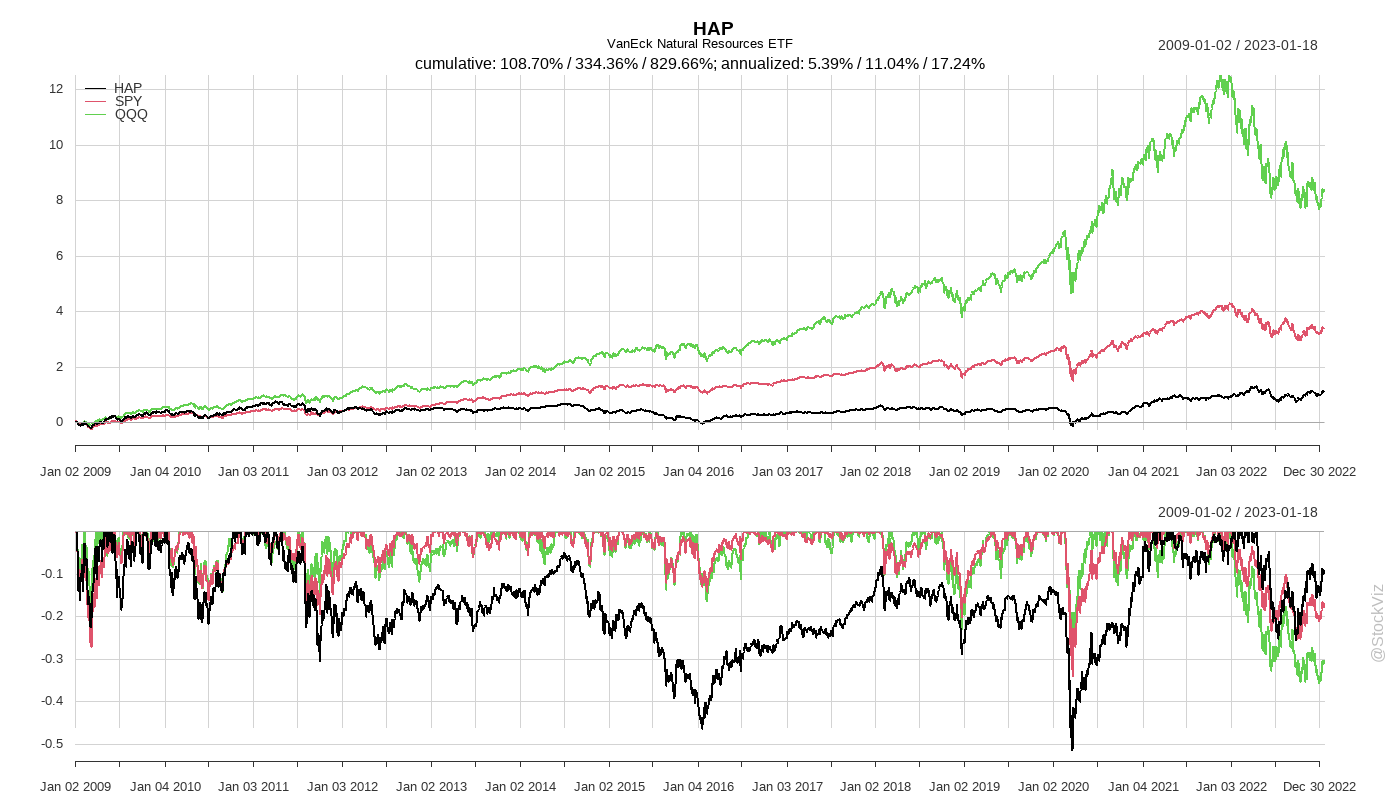 HAP
VanEck Natural Resources ETF
2009-01-02 / 2023-01-18
cumulative: 108.70% / 334.36% / 829.66%; annualized: 5.39% / 11.04% / 17.24%
HAP
SPY
QQQ
12
10
8
6
4
2
0
Jan 02 2009 Jan 04 2010 Jan 03 2011 Jan 03 2012 Jan 02 2013 Jan 02 2014 Jan 02 2015 Jan 04 2016 Jan 03 2017 Jan 02 2018 Jan 02 2019 Jan 02 2020 Jan 04 2021 Jan 03 2022 Dec 30 2022
2009-01-02 / 2023-01-18
-0.1
-0.2
-0.3
-0.4
-0.5
Jan 02 2009 Jan 04 2010 Jan 03 2011 Jan 03 2012 Jan 02 2013 Jan 02 2014 Jan 02 2015 Jan 04 2016 Jan 03 2017 Jan 02 2018 Jan 02 2019 Jan 02 2020 Jan 04 2021 Jan 03 2022 Dec 30 2022
@StockViz